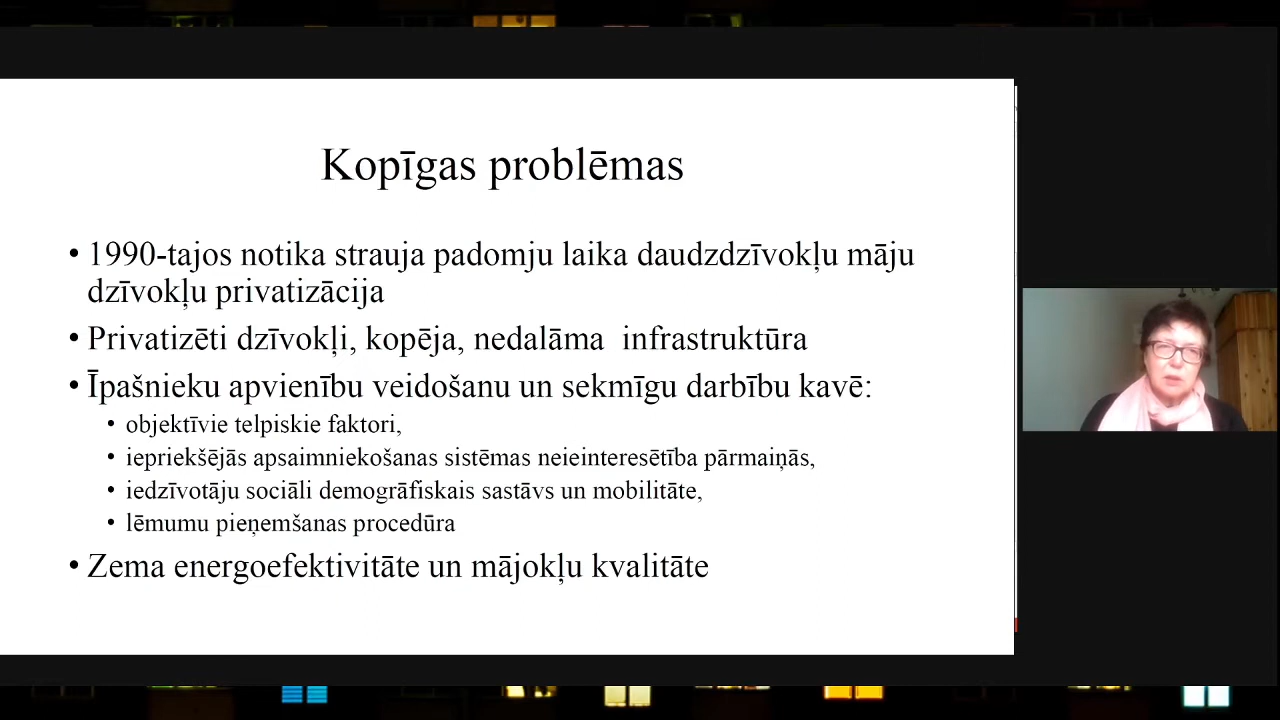 Kopīgas problēmas
• 1990-tajos notika strauja padomju laika daudzdzīvokļu māju
dzīvokļu privatizācija
• Privatizēti dzīvokļi, kopēja, nedalāma  infrastruktūra
• Īpašnieku apvienību veidošanu un sekmīgu darbību kavē:
• objektīvie telpiskie faktori,
• iepriekšējās apsaimniekošanas sistēmas neieinteresētība pārmaiņās,
• iedzīvotāju sociāli demogrāfiskais sastāvs un mobilitāte,
• lēmumu pieņemšanas procedūra
• Zema energoefektivitāte un mājokļu kvalitāte